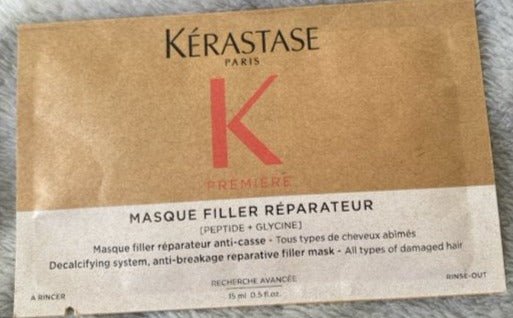 KÉRASTASE
PARIS
K
PREMIÈRE
MASQUE FILLER RÉPARATEUR
[PEPTIDE + GLYCINE]
Masque filler réparateur anti-casse - Tous types de cheveux abîmés
Decalcifying system, anti-breakage reparative filler mask - All types of damaged hair
RECHERCHE AVANCÉE
À RINCER
15 ml 0.5 fl.oz.
RINSE-OUT